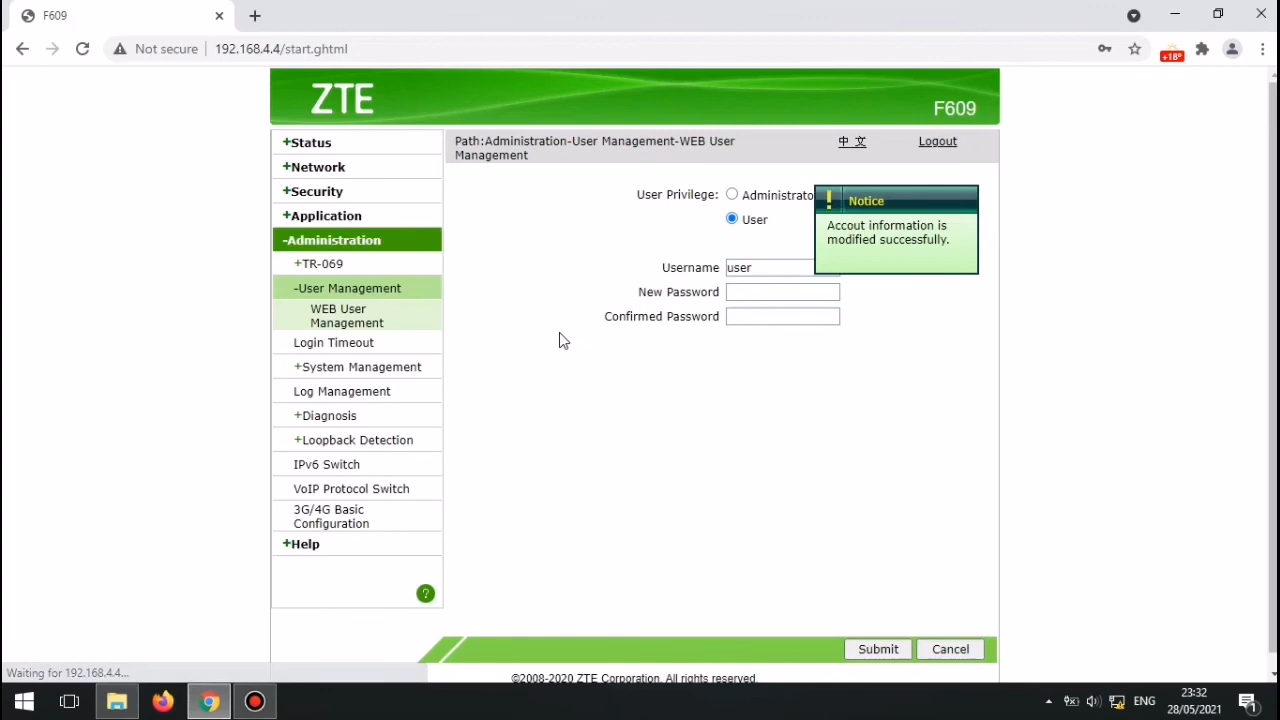 F609
Not secure
192.168.4.4/start.ghtml
+18°
ZTE
F609
+Status
+Network
+Security
+Application
-Administration
+TR-069
-User Management
WEB User
Management
Login Timeout
+System Management
Log Management
+Diagnosis
+Loopback Detection
IPv6 Switch
VoIP Protocol Switch
3G/4G Basic
Configuration
+Help
?
Path:Administration-User Management-WEB User
Management
中 文
Logout
User Privilege:
Administrato
User
! Notice
Accout information is
modified successfully.
Username
user
New Password
Confirmed Password
Submit
Cancel
©2008-2020 ZTE Corporation. All rights reserved.
Waiting for 192.168.4.4...
ENG
23:32
28/05/2021
1